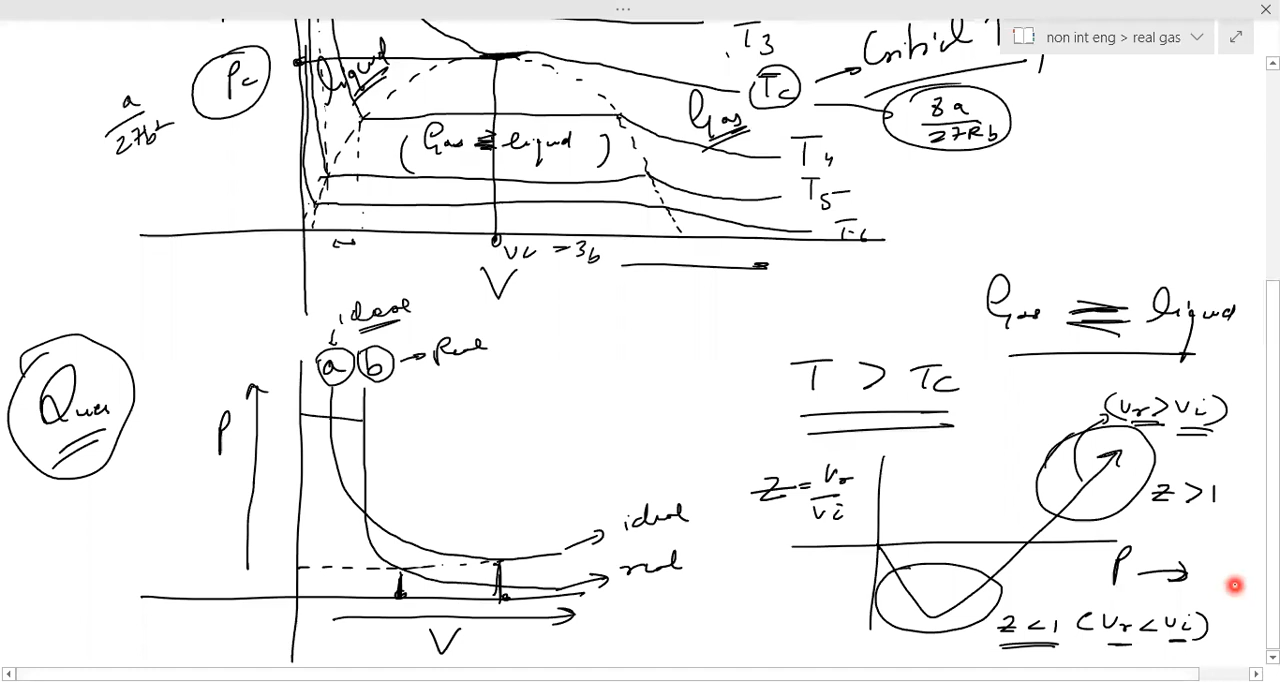 non int eng > real gas
T3
Critical
Pc
liquid
Tc
a
27b²
Gas
8a
27Rb
(Gas ⇌ liquid)
T4
T5
Vc = 3b
V
Gas ⇌ liquid
ideal
a b → Real
Ques
P
T > Tc
(Vr > Vi)
Z = Vr
Vi
Z > 1
ideal
real
P →
V
Z < 1 (Vr < Vi)